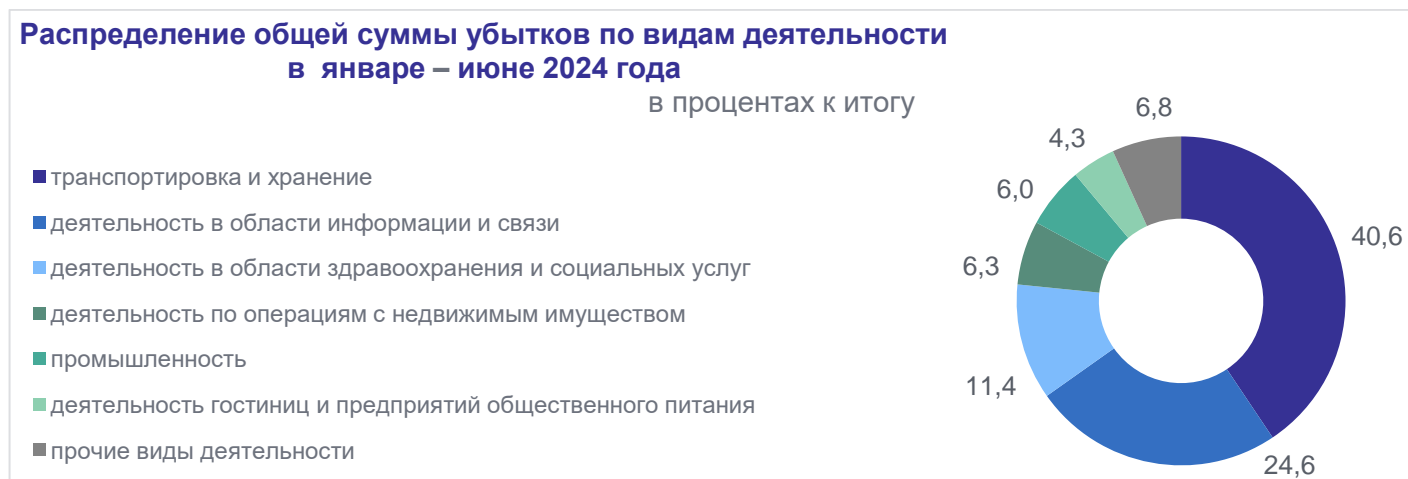 Распределение общей суммы убытков по видам деятельности
в январе – июне 2024 года
в процентах к итогу
транспортировка и хранение
деятельность в области информации и связи
деятельность в области здравоохранения и социальных услуг
деятельность по операциям с недвижимым имуществом
промышленность
деятельность гостиниц и предприятий общественного питания
прочие виды деятельности
6,8
4,3
6,0
40,6
6,3
11,4
24,6